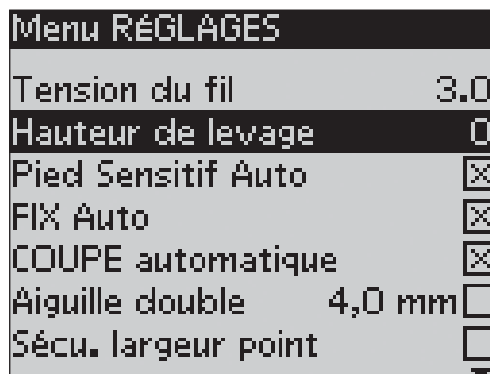 Menu RÉGLAGES
Tension du fil 3.0
Hauteur de levage 0
Pied Sensitif Auto
FIX Auto
COUPE automatique
Aiguille double 4,0 mm
Sécu. largeur point